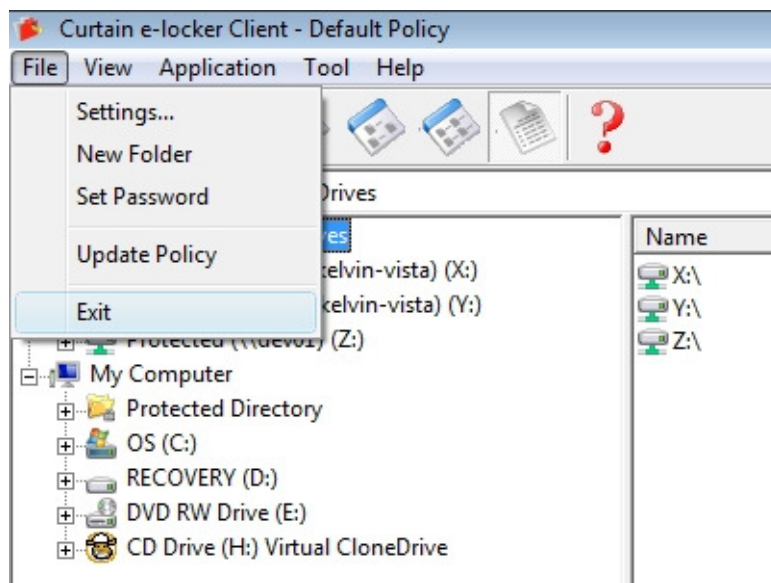 Curtain e-locker Client - Default Policy
File View Application Tool Help
Settings...
New Folder
Set Password
Update Policy
Exit
?
Drives
Name
kelvin-vista) (X:)
kelvin-vista) (Y:)
Protected (\\dev01) (Z:)
X:\
Y:\
Z:\
My Computer
Protected Directory
OS (C:)
RECOVERY (D:)
DVD RW Drive (E:)
CD Drive (H:) Virtual CloneDrive